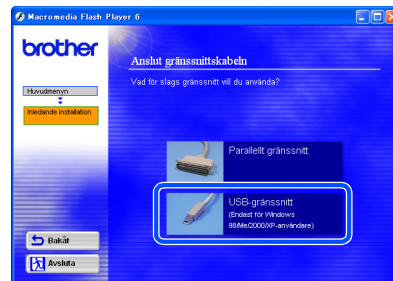 Macromedia Flash Player 6
brother
Anslut gränssnittskabeln
Vad för slags gränssnitt vill du använda?
Huvudmenyn
Inledande installation
Parallellt gränssnitt
USB-gränssnitt
(Endast för Windows
98/Me/2000/XP-användare)
Bakåt
Avsluta